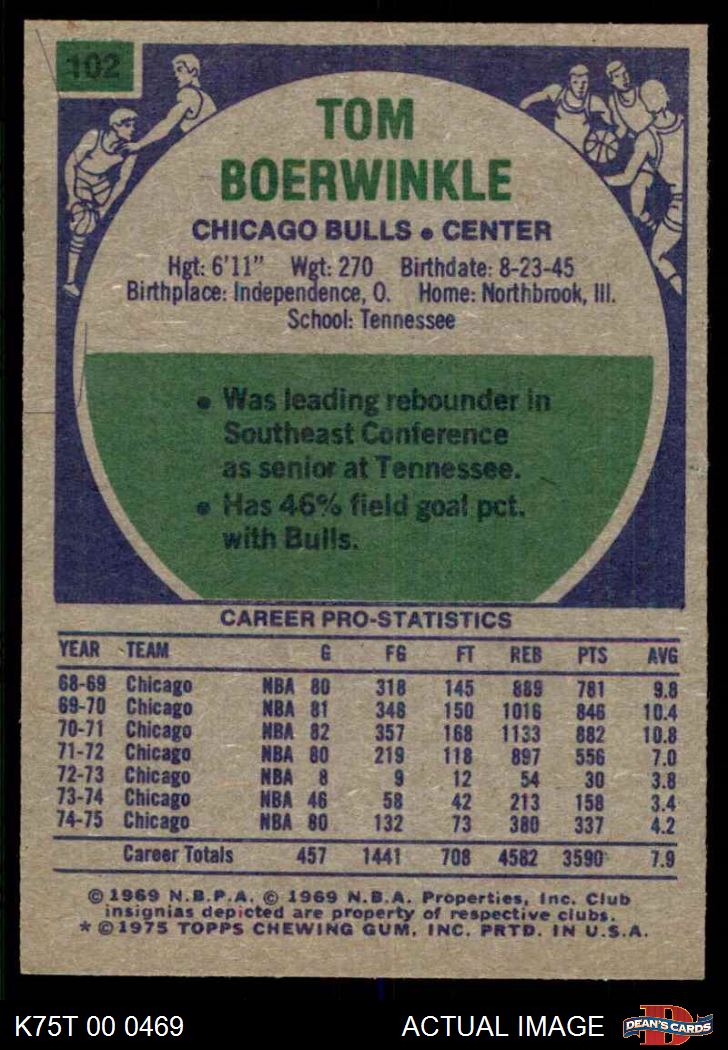 102
TOM
BOERWINKLE
CHICAGO BULLS • CENTER
Hgt: 6'11" Wgt: 270 Birthdate: 8-23-45
Birthplace: Independence, O. Home: Northbrook, Ill.
School: Tennessee
• Was leading rebounder in
Southeast Conference
as senior at Tennessee.
• Has 46% field goal pct.
with Bulls.
CAREER PRO-STATISTICS
YEAR TEAM G FG FT REB PTS AVG
68-69 Chicago NBA 80 318 145 889 781 9.8
69-70 Chicago NBA 81 348 150 1016 846 10.4
70-71 Chicago NBA 82 357 168 1133 882 10.8
71-72 Chicago NBA 80 219 118 897 556 7.0
72-73 Chicago NBA 8 9 12 54 30 3.8
73-74 Chicago NBA 46 58 42 213 158 3.4
74-75 Chicago NBA 80 132 73 380 337 4.2
Career Totals 457 1441 708 4582 3590 7.9
© 1969 N.B.P.A. © 1969 N.B.A. Properties, Inc. Club
insignias depicted are property of respective clubs.
* © 1975 TOPPS CHEWING GUM, INC. PRTD. IN U.S.A.
K75T 00 0469 ACTUAL IMAGE D DEAN'S CARDS